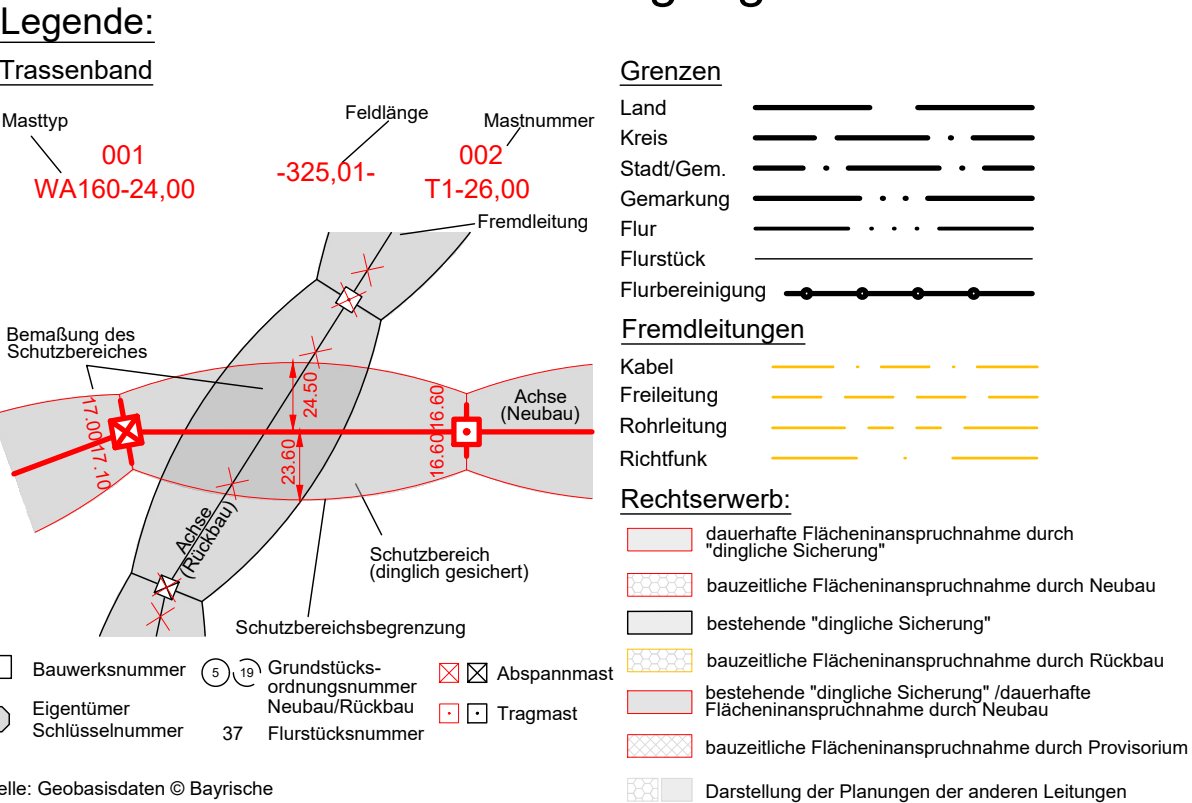 Legende:
Trassenband
Masttyp
Feldlänge
Mastnummer
001
002
WA160-24,00
-325,01-
T1-26,00
Fremdleitung
Bemaßung des
Schutzbereiches
Achse
(Neubau)
17.00
17.10
24.50
23.60
16.60
16.60
Achse
(Rückbau)
Schutzbereich
(dinglich gesichert)
Schutzbereichsbegrenzung
Bauwerksnummer
5
19
Grundstücks-
ordnungsnummer
Neubau/Rückbau
Abspannmast
Eigentümer
Schlüsselnummer
37
Flurstücksnummer
Tragmast
elle: Geobasisdaten © Bayrische
Grenzen
Land
Kreis
Stadt/Gem.
Gemarkung
Flur
Flurstück
Flurbereinigung
Fremdleitungen
Kabel
Freileitung
Rohrleitung
Richtfunk
Rechtserwerb:
dauerhafte Flächeninanspruchnahme durch
"dingliche Sicherung"
bauzeitliche Flächeninanspruchnahme durch Neubau
bestehende "dingliche Sicherung"
bauzeitliche Flächeninanspruchnahme durch Rückbau
bestehende "dingliche Sicherung" /dauerhafte
Flächeninanspruchnahme durch Neubau
bauzeitliche Flächeninanspruchnahme durch Provisorium
Darstellung der Planungen der anderen Leitungen